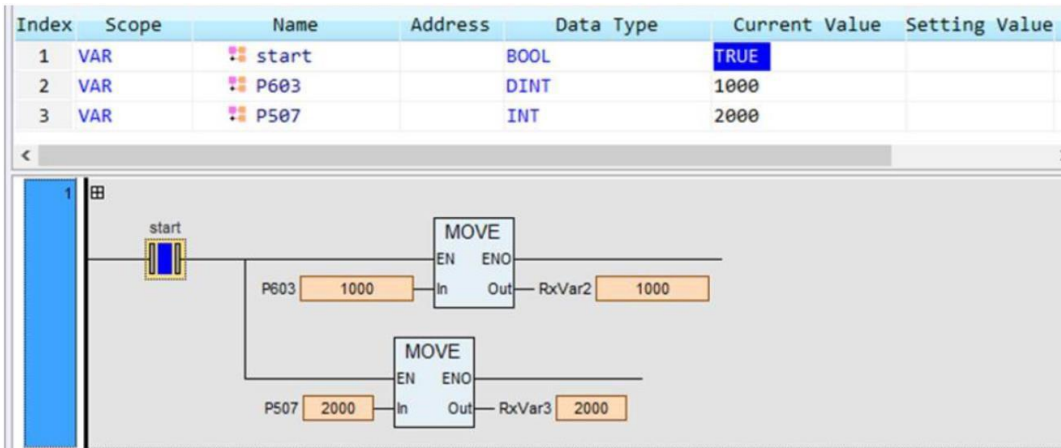 Index Scope Name Address Data Type Current Value Setting Value
1 VAR start BOOL TRUE
2 VAR P603 DINT 1000
3 VAR P507 INT 2000
1
start
MOVE
EN ENO
P603 1000 In Out RxVar2 1000
MOVE
EN ENO
P507 2000 In Out RxVar3 2000